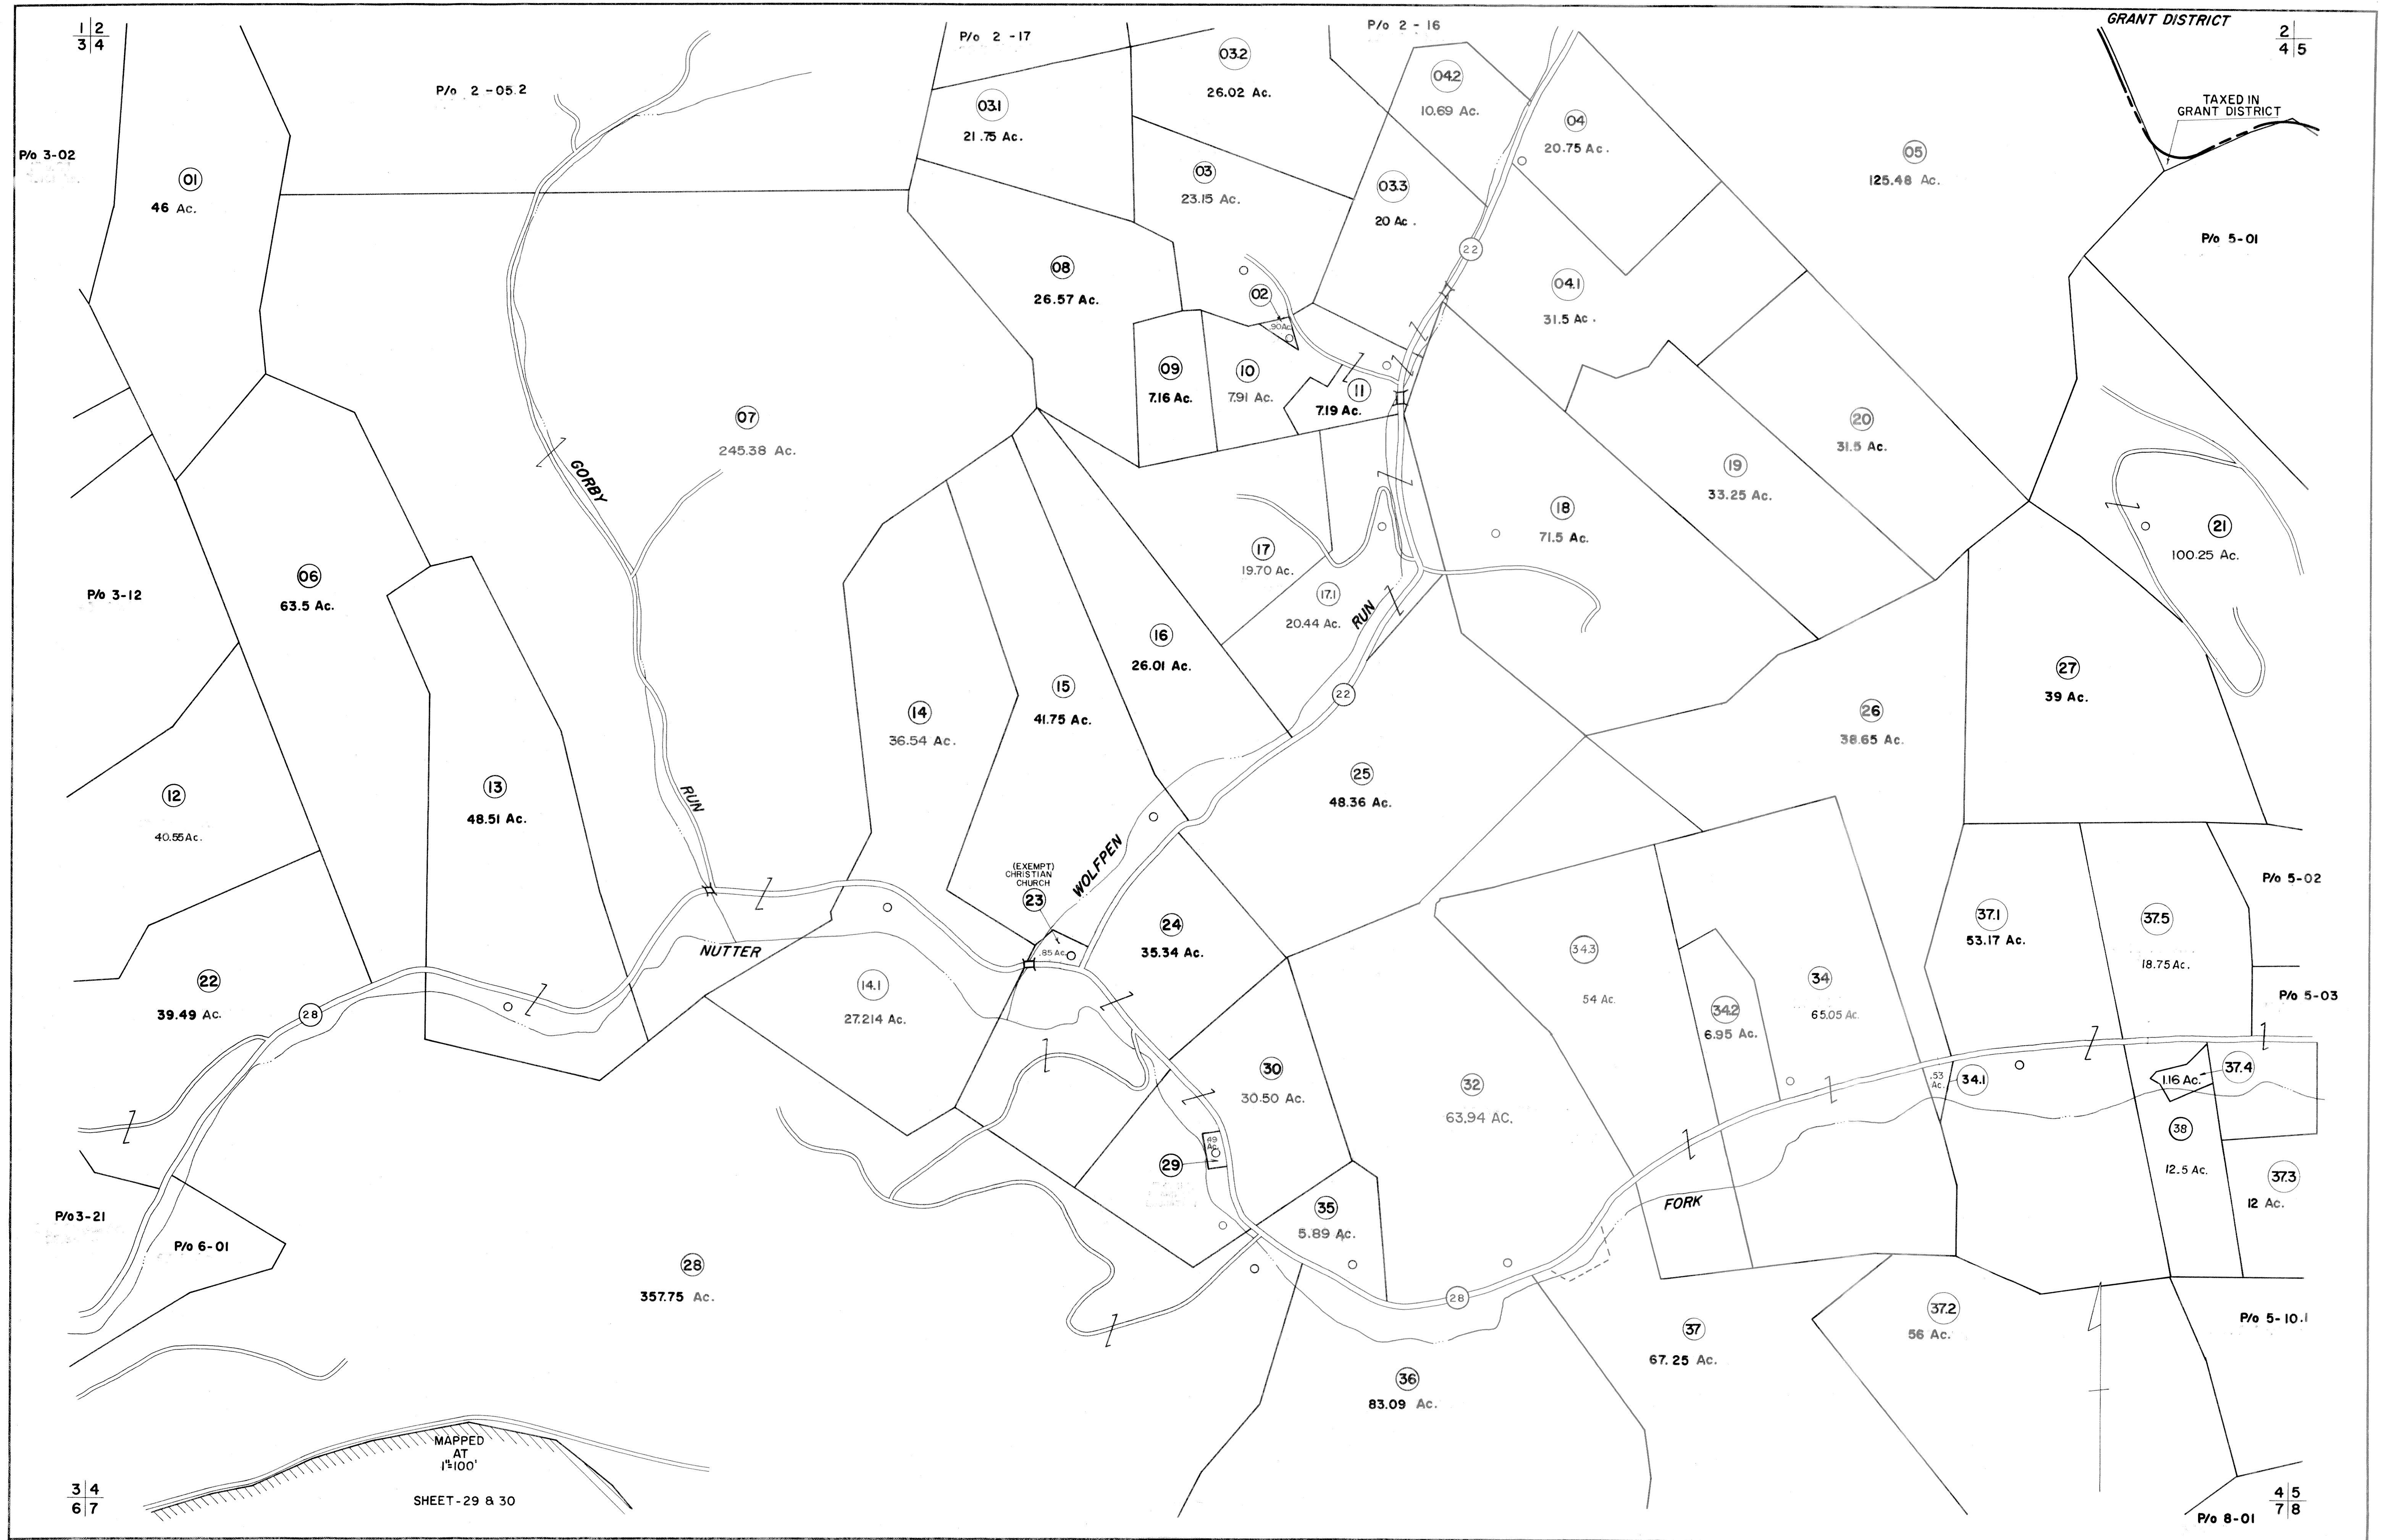 1 2
3 4
P/o 2 -05.2
P/o 2 -17
P/o 2 - 16
GRANT DISTRICT
2
4 5
TAXED IN
GRANT DISTRICT
P/o 3-02
01
46 Ac.
03.1
21.75 Ac.
03.2
26.02 Ac.
04.2
10.69 Ac.
04
20.75 Ac.
05
125.48 Ac.
03
23.15 Ac.
03.3
20 Ac.
22
P/o 5-01
08
26.57 Ac.
02
.90Ac.
04.1
31.5 Ac.
07
245.38 Ac.
09
7.16 Ac.
10
7.91 Ac.
11
7.19 Ac.
20
31.5 Ac.
19
33.25 Ac.
GORBY
18
71.5 Ac.
21
100.25 Ac.
17
19.70 Ac.
17.1
20.44 Ac.
RUN
P/o 3-12
06
63.5 Ac.
16
26.01 Ac.
27
39 Ac.
15
41.75 Ac.
22
14
36.54 Ac.
26
38.65 Ac.
25
48.36 Ac.
12
40.55Ac.
13
48.51 Ac.
RUN
WOLFPEN
(EXEMPT)
CHRISTIAN
CHURCH
23
.85 Ac.
24
35.34 Ac.
P/o 5-02
37.1
53.17 Ac.
37.5
18.75 Ac.
34.3
54 Ac.
NUTTER
22
39.49 Ac.
28
14.1
27.214 Ac.
34
65.05 Ac.
34.2
6.95 Ac.
P/o 5-03
30
30.50 Ac.
32
63.94 AC.
.53
Ac.
34.1
1.16 Ac.
37.4
38
12.5 Ac.
.49
Ac.
29
37.3
12 Ac.
FORK
35
5.89 Ac.
P/o3-21
P/o 6-01
28
357.75 Ac.
28
37.2
56 Ac.
P/o 5-10.1
37
67.25 Ac.
36
83.09 Ac.
MAPPED
AT
1"=100'
SHEET-29 & 30
3 4
6 7
4 5
7 8
P/o 8-01